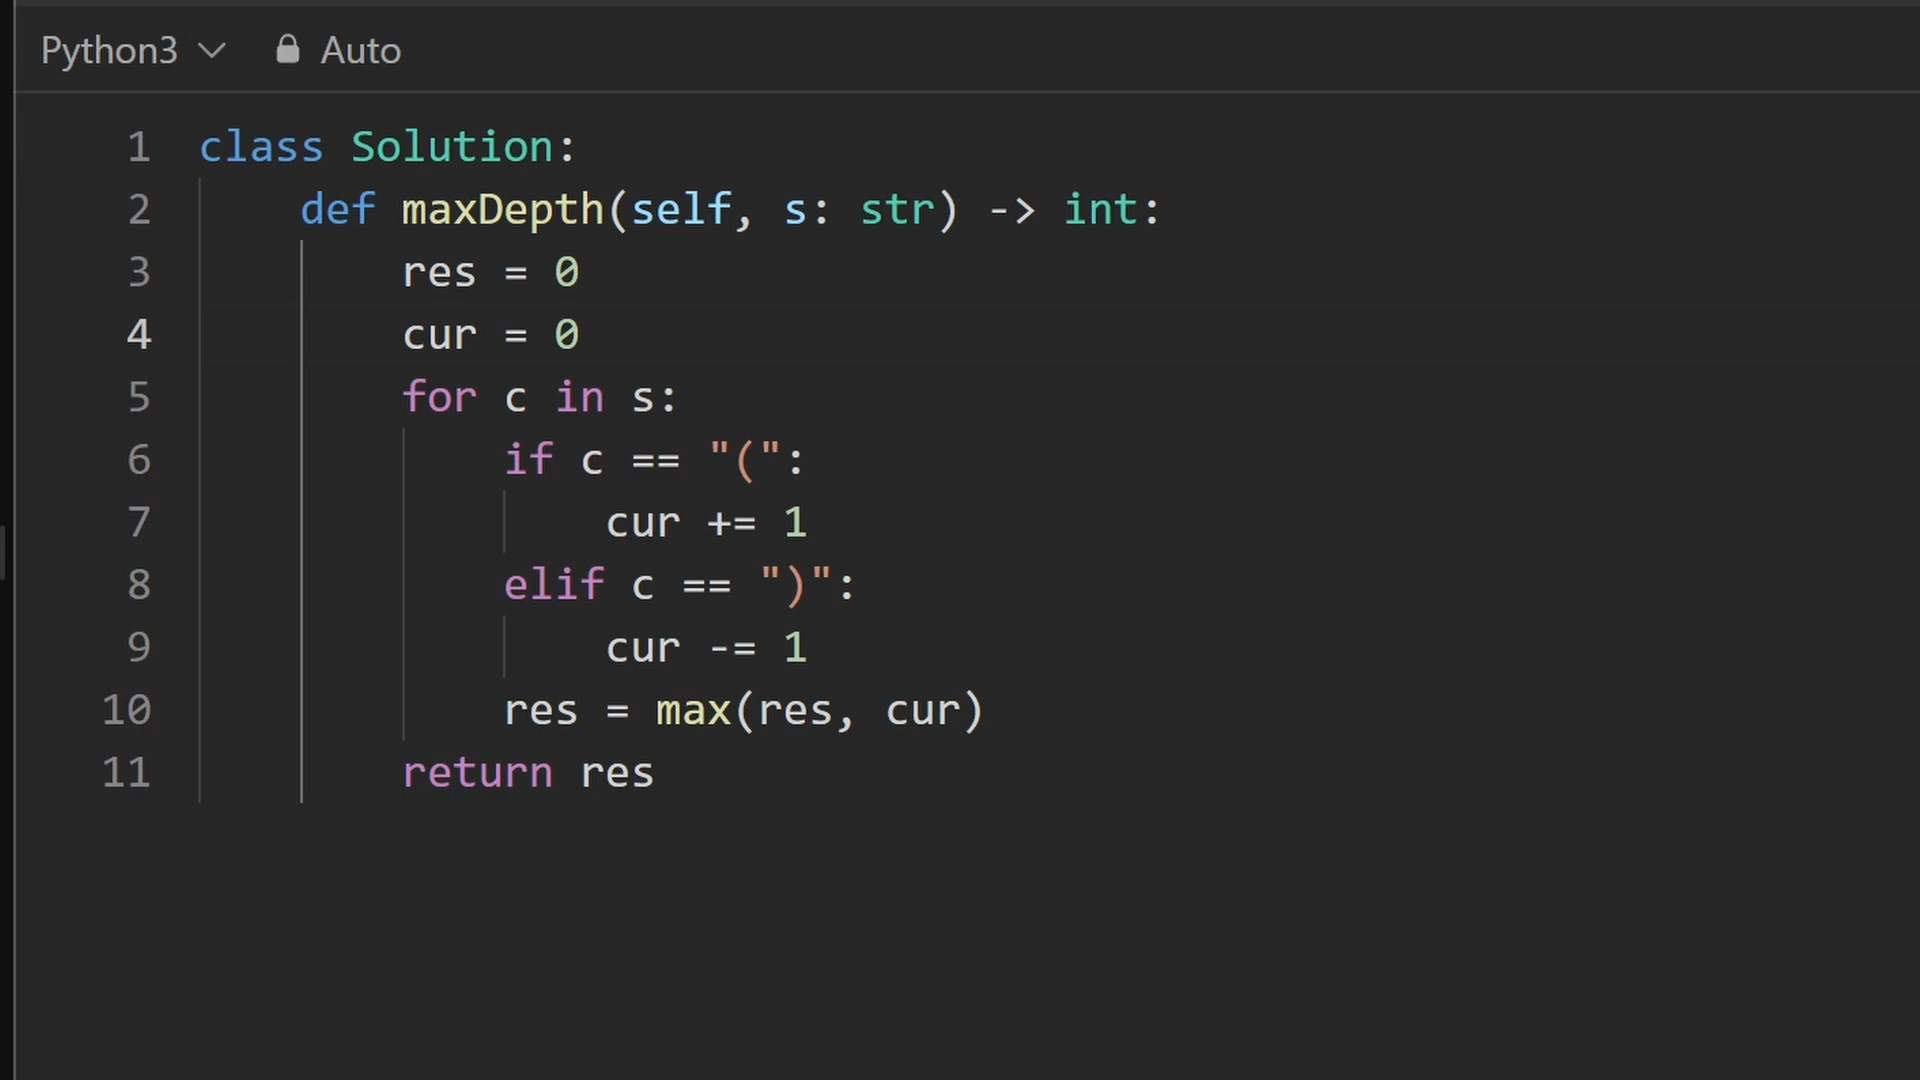 Python3 Auto
1 class Solution:
2     def maxDepth(self, s: str) -> int:
3         res = 0
4         cur = 0
5         for c in s:
6             if c == "(":
7                 cur += 1
8             elif c == ")":
9                 cur -= 1
10             res = max(res, cur)
11         return res